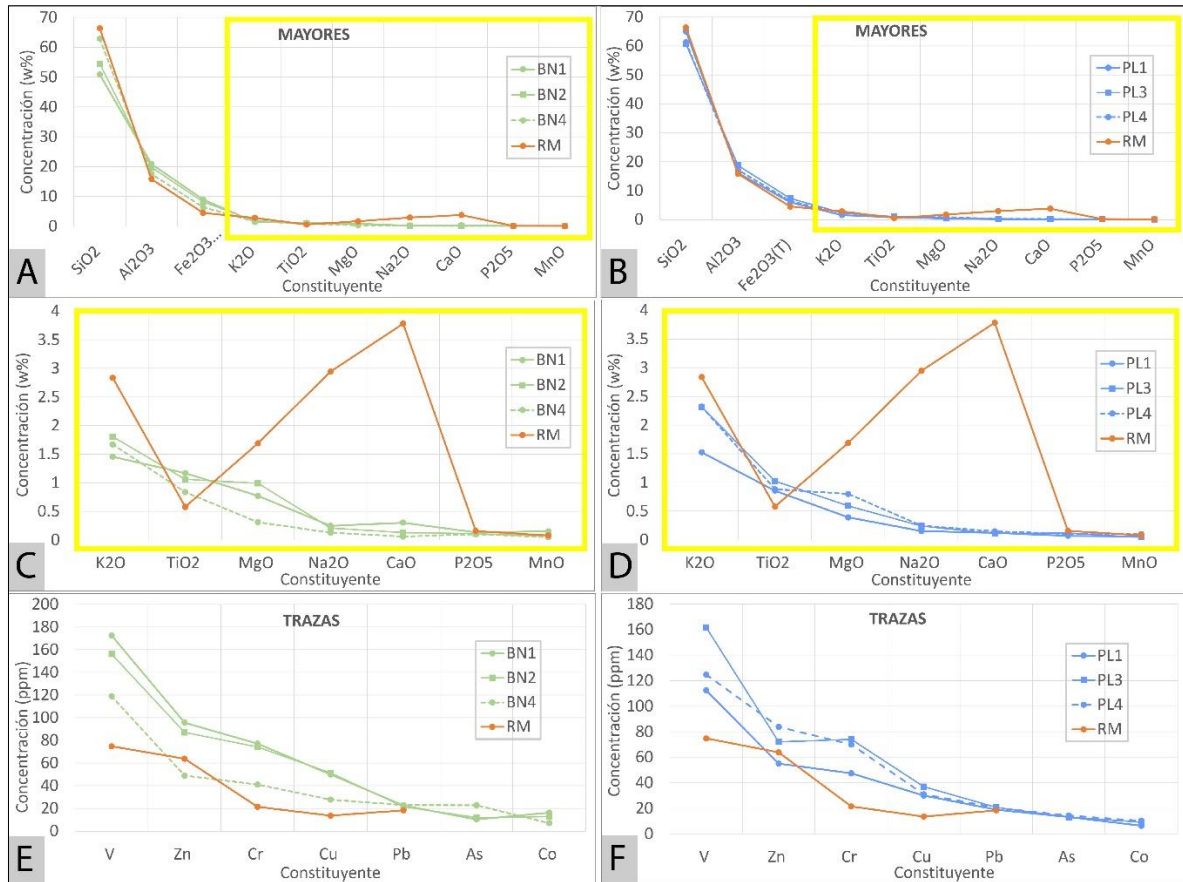 MAYORES
Concentración (w%)
70
60
50
40
30
20
10
0
BN1
BN2
BN4
RM
SiO2
Al2O3
Fe2O3...
K2O
TiO2
MgO
Na2O
CaO
P2O5
MnO
Constituyente
A
MAYORES
Concentración (w%)
70
60
50
40
30
20
10
0
PL1
PL3
PL4
RM
SiO2
Al2O3
Fe2O3(T)
K2O
TiO2
MgO
Na2O
CaO
P2O5
MnO
Constituyente
B
Concentración (w%)
4
3.5
3
2.5
2
1.5
1
0.5
0
BN1
BN2
BN4
RM
K2O TiO2 MgO Na2O CaO P2O5 MnO
Constituyente
C
Concentración (w%)
4
3.5
3
2.5
2
1.5
1
0.5
0
PL1
PL3
PL4
RM
K2O TiO2 MgO Na2O CaO P2O5 MnO
Constituyente
D
TRAZAS
Concentración (ppm)
200
180
160
140
120
100
80
60
40
20
0
BN1
BN2
BN4
RM
V Zn Cr Cu Pb As Co
Constituyente
E
TRAZAS
Concentración (ppm)
180
160
140
120
100
80
60
40
20
0
PL1
PL3
PL4
RM
V Zn Cr Cu Pb As Co
Constituyente
F